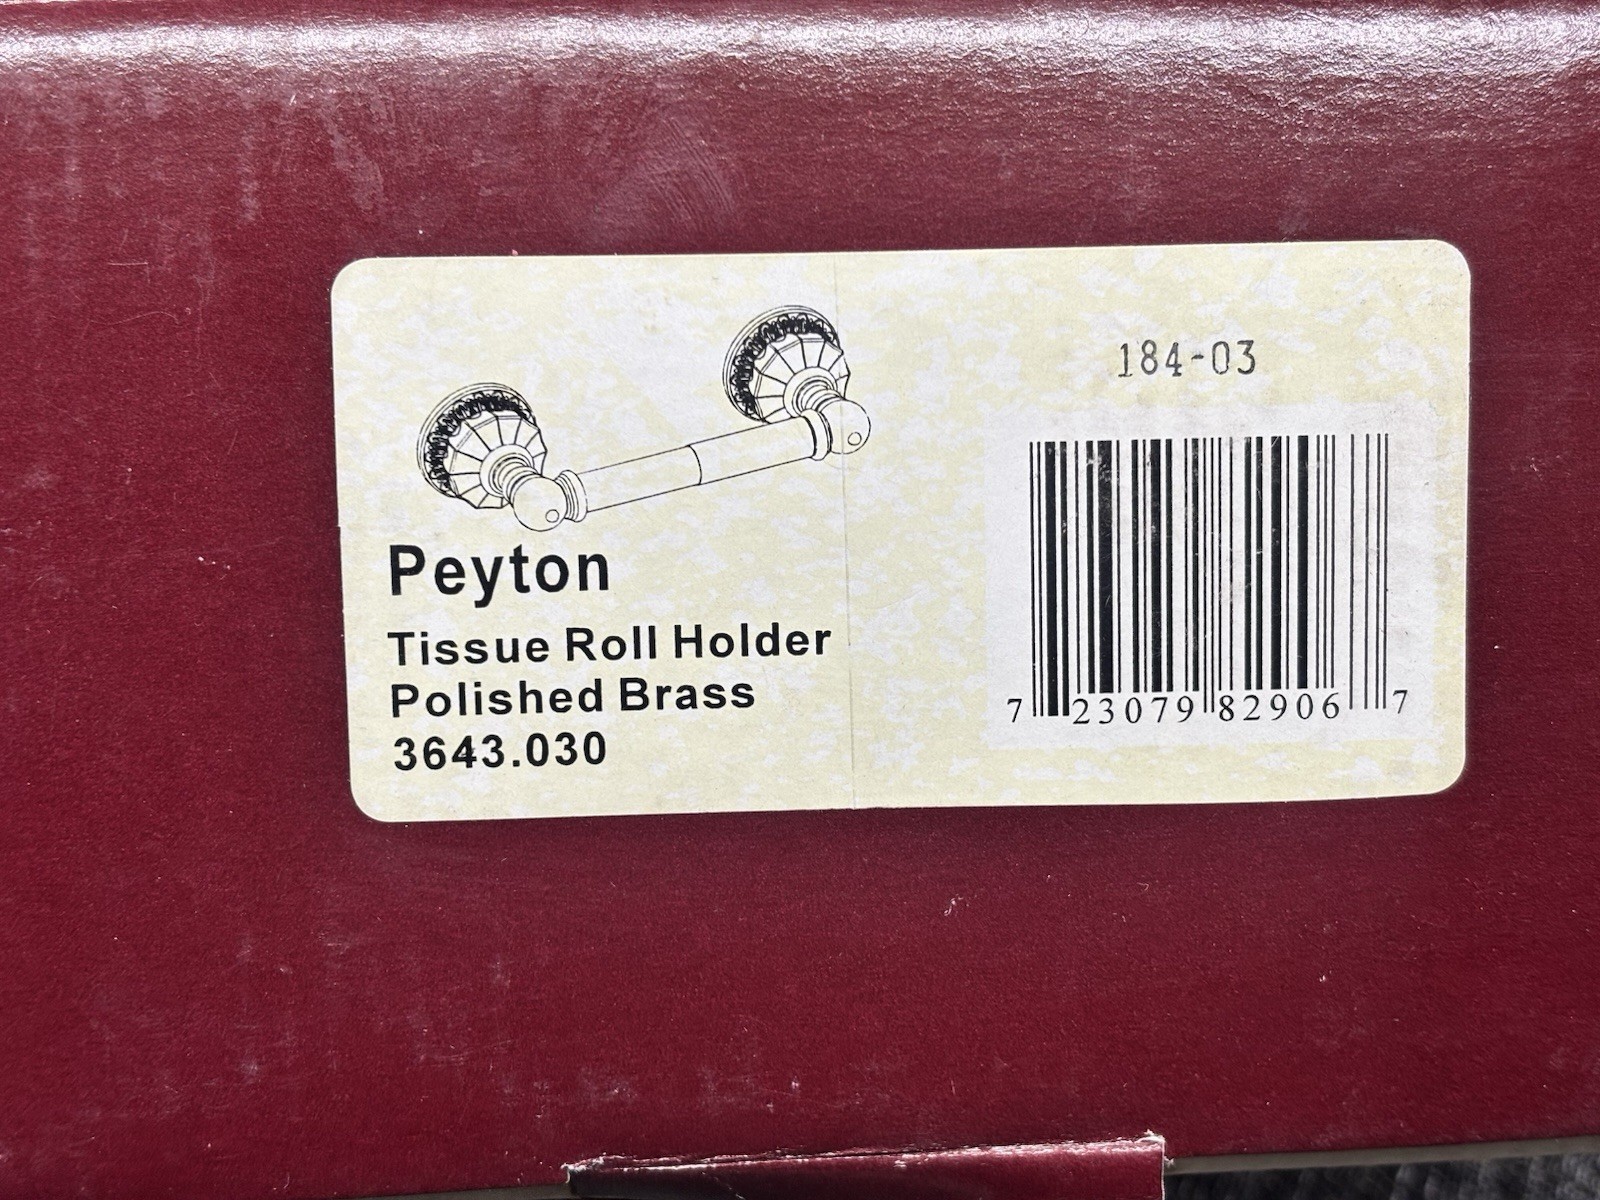 184-03
Peyton
Tissue Roll Holder
Polished Brass
3643.030
7 23079 82906 7